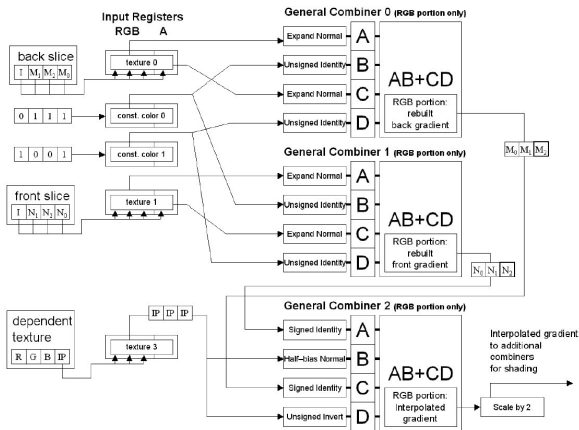 Input Registers
RGB A
General Combiner 0 (RGB portion only)
back slice
I M₁ M₂ M₀
texture 0
Expand Normal A
Unsigned Identity B
Expand Normal C
Unsigned Identity D
AB+CD
RGB portion:
rebuilt
back gradient
0 1 1 1
const. color 0
1 0 0 1
const. color 1
M₀ M₁ M₂
General Combiner 1 (RGB portion only)
front slice
I N₁ N₂ N₀
texture 1
Expand Normal A
Unsigned Identity B
Expand Normal C
Unsigned Identity D
AB+CD
RGB portion:
rebuilt
front gradient
N₀ N₁ N₂
General Combiner 2 (RGB portion only)
IP IP IP
dependent
texture
R G B IP
texture 3
Signed Identity A
Half-bias Normal B
Signed Identity C
Unsigned Invert D
AB+CD
RGB portion:
Interpolated
gradient
Scale by 2
Interpolated gradient
to additional
combiners
for shading